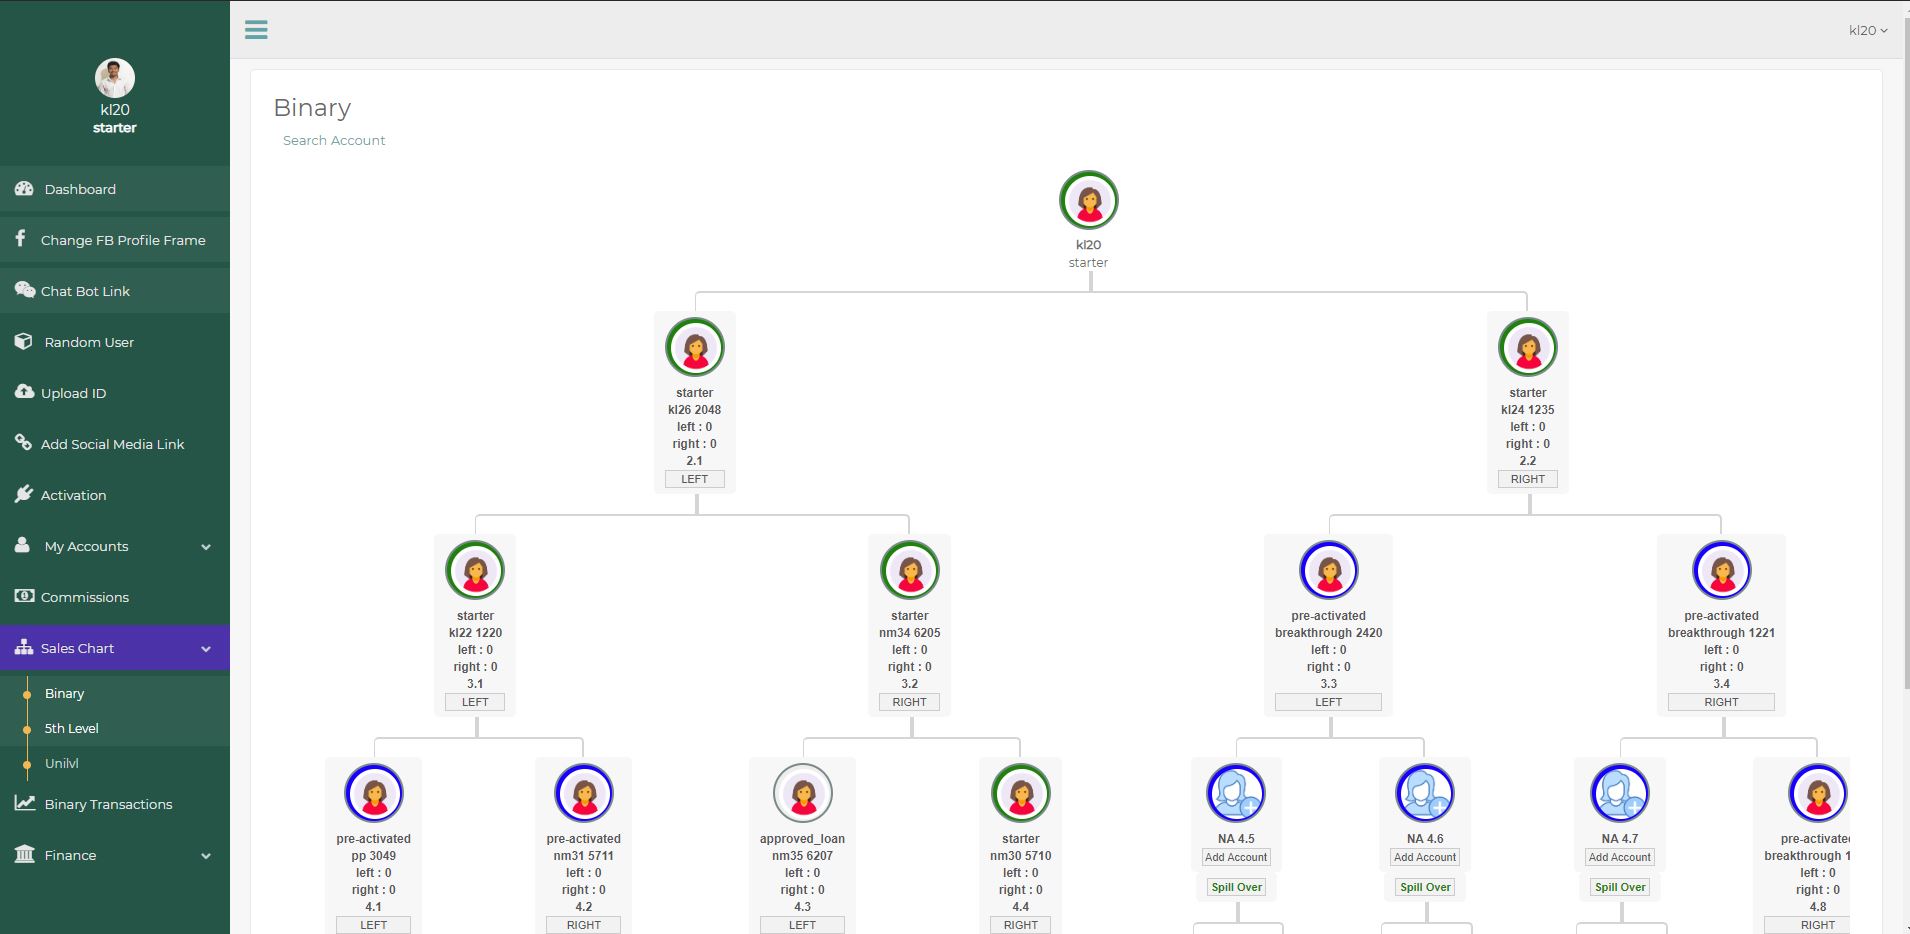 kl20
starter
Dashboard
Change FB Profile Frame
Chat Bot Link
Random User
Upload ID
Add Social Media Link
Activation
My Accounts
Commissions
Sales Chart
Binary
5th Level
Unilvl
Binary Transactions
Finance
kl20
Binary
Search Account
kl20
starter
starter
kl26 2048
left : 0
right : 0
2.1
LEFT
starter
kl24 1235
left : 0
right : 0
2.2
RIGHT
starter
kl22 1220
left : 0
right : 0
3.1
LEFT
starter
nm34 6205
left : 0
right : 0
3.2
RIGHT
pre-activated
breakthrough 2420
left : 0
right : 0
3.3
LEFT
pre-activated
breakthrough 1221
left : 0
right : 0
3.4
RIGHT
pre-activated
pp 3049
left : 0
right : 0
4.1
LEFT
pre-activated
nm31 5711
left : 0
right : 0
4.2
RIGHT
approved_loan
nm35 6207
left : 0
right : 0
4.3
LEFT
starter
nm30 5710
left : 0
right : 0
4.4
RIGHT
NA 4.5
Add Account
Spill Over
NA 4.6
Add Account
Spill Over
NA 4.7
Add Account
Spill Over
pre-activate
breakthrough 1
left : 0
right : 0
4.8
RIGHT